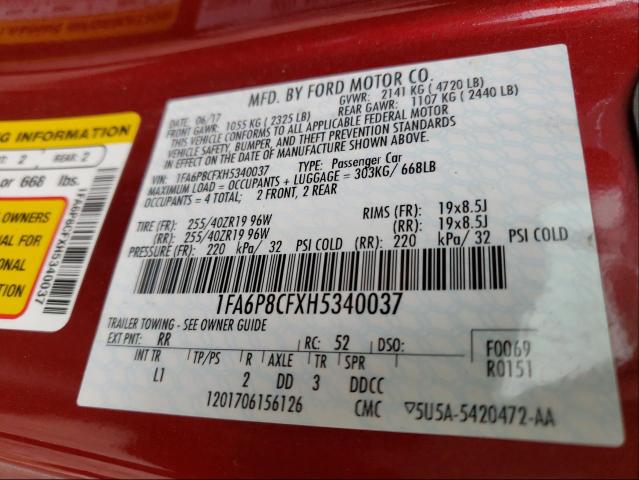 MFD. BY FORD MOTOR CO.
DATE: 06/17 GVWR: 2141 KG ( 4720 LB)
FRONT GAWR: 1055 KG ( 2325 LB) REAR GAWR: 1107 KG ( 2440 LB)
THIS VEHICLE CONFORMS TO ALL APPLICABLE FEDERAL MOTOR
VEHICLE SAFETY, BUMPER, AND THEFT PREVENTION STANDARDS
IN EFFECT ON THE DATE OF MANUFACTURE SHOWN ABOVE.
VIN: 1FA6P8CFXH5340037 TYPE: Passenger Car
MAXIMUM LOAD = OCCUPANTS + LUGGAGE = 303KG/ 668LB
OCCUPANTS = 4 TOTAL; 2 FRONT, 2 REAR
TIRE (FR): 255/40ZR19 96W RIMS (FR): 19x8.5J
(RR): 255/40ZR19 96W (RR): 19x8.5J
PRESSURE (FR): 220 kPa/ 32 PSI COLD (RR): 220 kPa/ 32 PSI COLD
1FA6P8CFXH5340037
TRAILER TOWING - SEE OWNER GUIDE
EXT PNT: RR RC: 52 DSO: F0069
INT TR TP/PS R AXLE TR SPR R0151
L1 2 DD 3 DDCC
1201706156126 CMC 5U5A-5420472-AA
NG INFORMATION
2 REAR: 2
or 668 lbs.
OWNERS
UAL FOR
IONAL
ATION
1FA6P8CFXH5340037